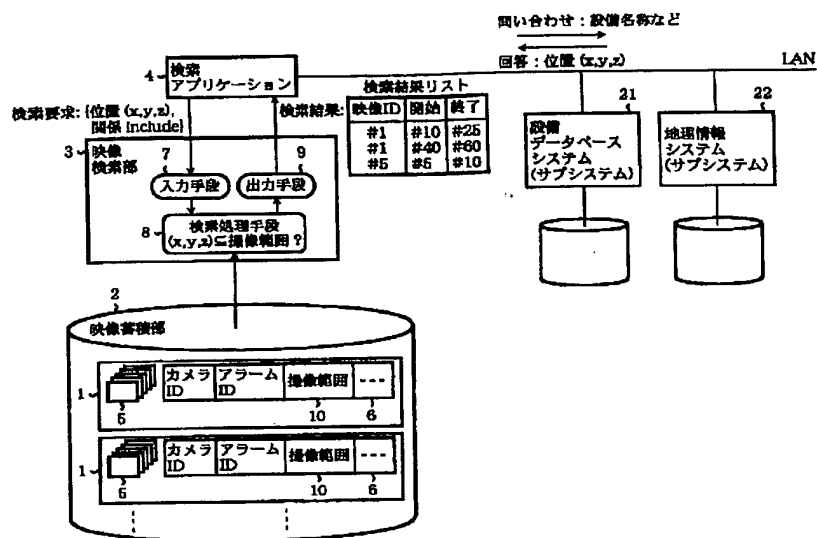 問い合わせ：設備名称など
回答：位置 (x,y,z)
LAN
4
検索
アプリケーション
検索要求: {位置 (x,y,z),
関係 include}
検索結果:
検索結果リスト
映像ID 開始 終了
#1 #10 #25
#1 #40 #60
#5 #5 #10
21
設備
データベース
システム
(サブシステム)
22
地理情報
システム
(サブシステム)
3
映像
検索部
7
入力手段
9
出力手段
8
検索処理手段
(x,y,z)⊆撮像範囲？
2
映像蓄積部
1
5
カメラ
ID
アラーム
ID
撮像範囲
---
10
6
1
5
カメラ
ID
アラーム
ID
撮像範囲
---
10
6